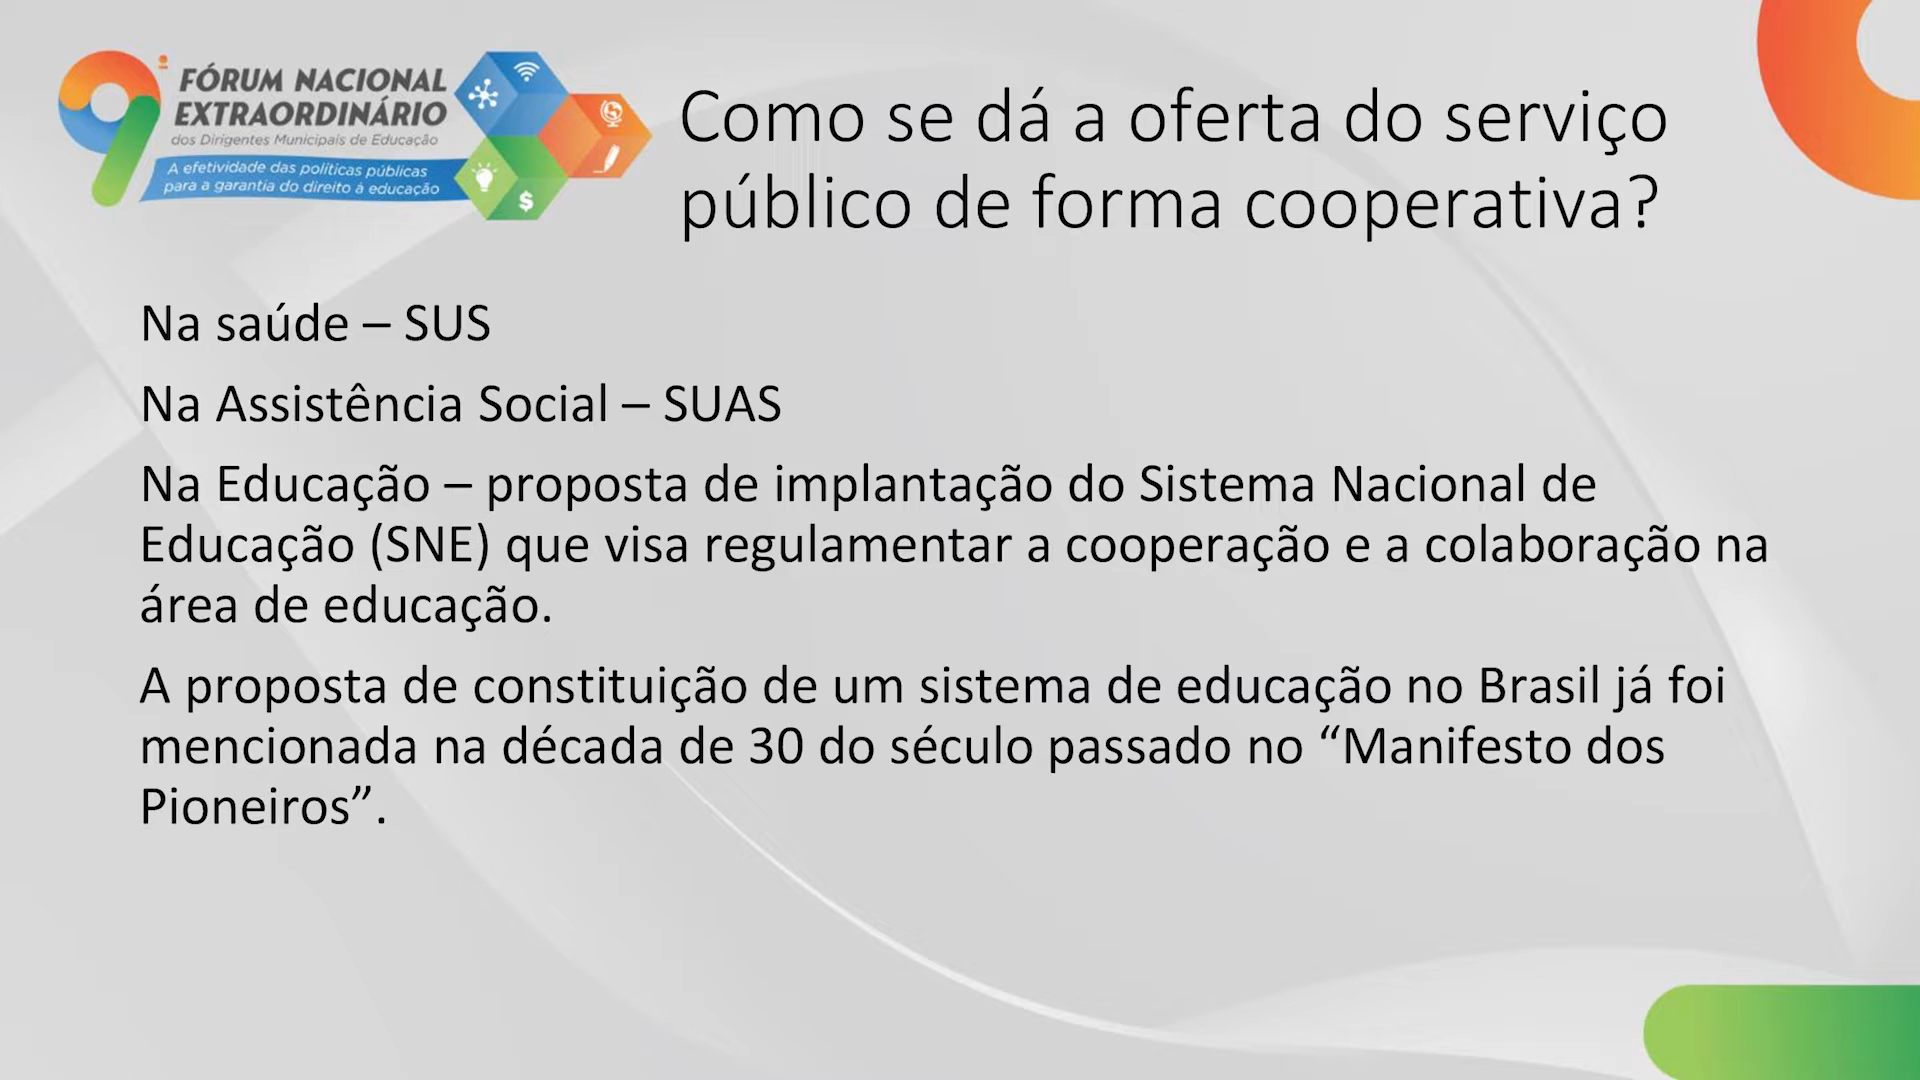 9º
FÓRUM NACIONAL
EXTRAORDINÁRIO
dos Dirigentes Municipais de Educação
A efetividade das políticas públicas
para a garantia do direito à educação
$
Como se dá a oferta do serviço
público de forma cooperativa?
Na saúde – SUS
Na Assistência Social – SUAS
Na Educação – proposta de implantação do Sistema Nacional de
Educação (SNE) que visa regulamentar a cooperação e a colaboração na
área de educação.
A proposta de constituição de um sistema de educação no Brasil já foi
mencionada na década de 30 do século passado no “Manifesto dos
Pioneiros”.